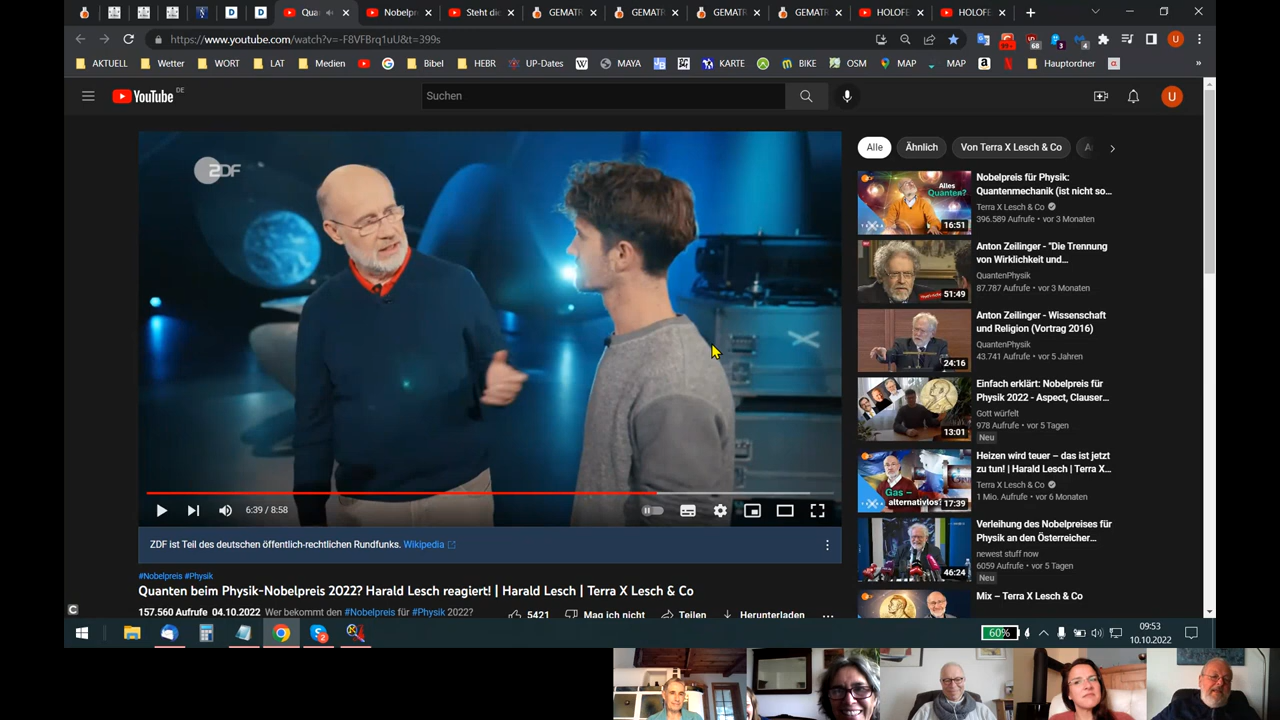 Qua
Nobelpr
Steht di
GEMATR
GEMATR
GEMATR
GEMATR
HOLOFE
HOLOFE
https://www.youtube.com/watch?v=-F8VFBrq1uU&t=399s
AKTUELL
Wetter
WORT
LAT
Medien
Bibel
HEBR
UP-Dates
MAYA
KARTE
BIKE
OSM
MAP
MAP
Hauptordner
YouTube DE
Suchen
U
ZDF
Alle
Ähnlich
Von Terra X Lesch & Co
Nobelpreis für Physik:
Quantenmechanik (ist nicht so...
Terra X Lesch & Co
396.589 Aufrufe • vor 3 Monaten
Alles
Quanten?
16:51
Anton Zeilinger - "Die Trennung
von Wirklichkeit und...
QuantenPhysik
87.787 Aufrufe • vor 3 Monaten
51:49
Anton Zeilinger - Wissenschaft
und Religion (Vortrag 2016)
QuantenPhysik
43.741 Aufrufe • vor 5 Jahren
24:16
Einfach erklärt: Nobelpreis für
Physik 2022 - Aspect, Clauser...
Gott würfelt
978 Aufrufe • vor 5 Tagen
Neu
13:01
Heizen wird teuer – das ist jetzt
zu tun! | Harald Lesch | Terra X...
Terra X Lesch & Co
1 Mio. Aufrufe • vor 6 Monaten
Gas –
alternativlos?
17:39
Verleihung des Nobelpreises für
Physik an den Österreicher...
newest stuff now
6059 Aufrufe • vor 5 Tagen
Neu
46:24
Mix – Terra X Lesch & Co
6:39 / 8:58
ZDF ist Teil des deutschen öffentlich-rechtlichen Rundfunks. Wikipedia
#Nobelpreis #Physik
Quanten beim Physik-Nobelpreis 2022? Harald Lesch reagiert! | Harald Lesch | Terra X Lesch & Co
157.560 Aufrufe 04.10.2022 Wer bekommt den #Nobelpreis für #Physik 2022?
5421
Mag ich nicht
Teilen
Herunterladen
60%
09:53
10.10.2022